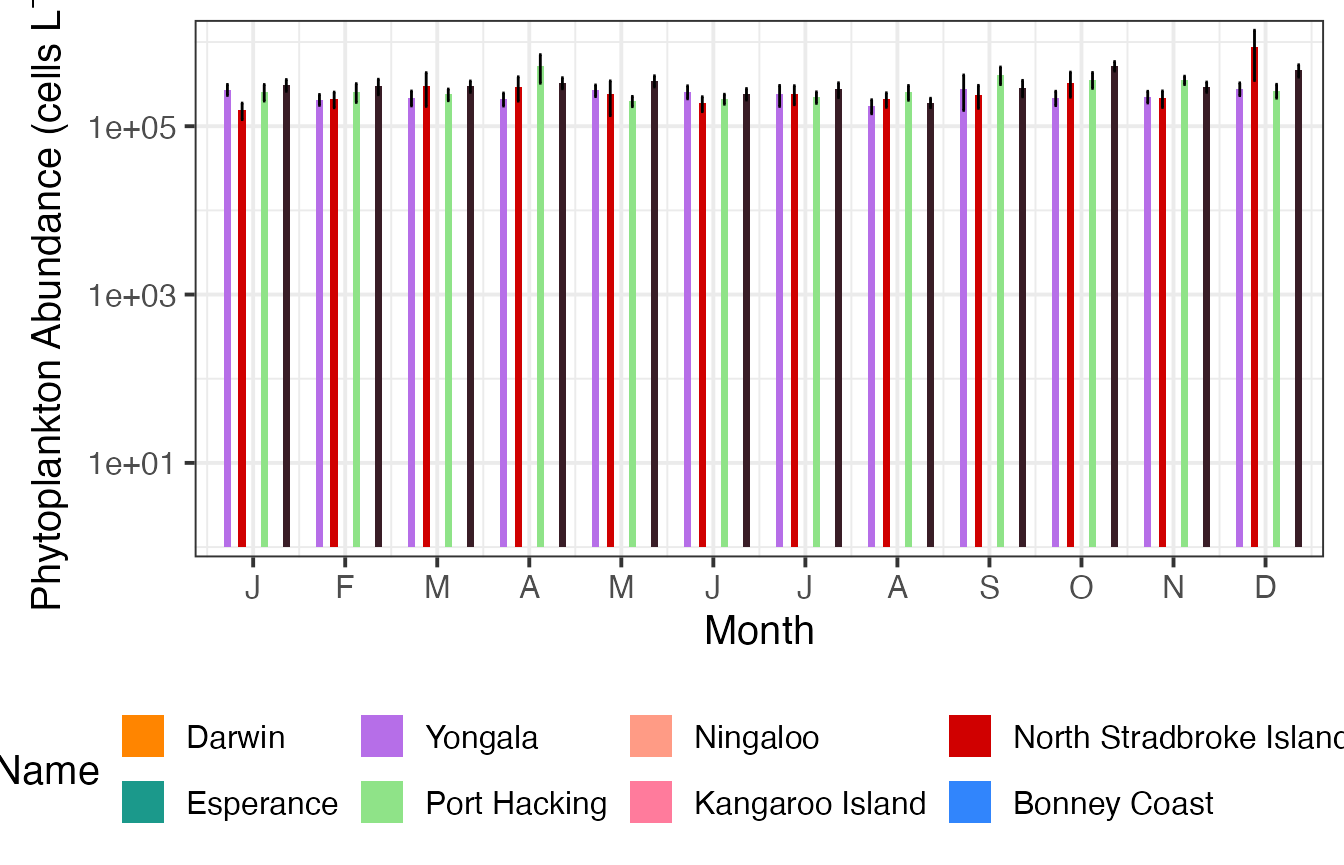 Phytoplankton Abundance (cells L
1e+05
1e+03
1e+01
J F M A M J J A S O N D
Month
Name
Darwin Yongala Ningaloo North Stradbroke Island
Esperance Port Hacking Kangaroo Island Bonney Coast